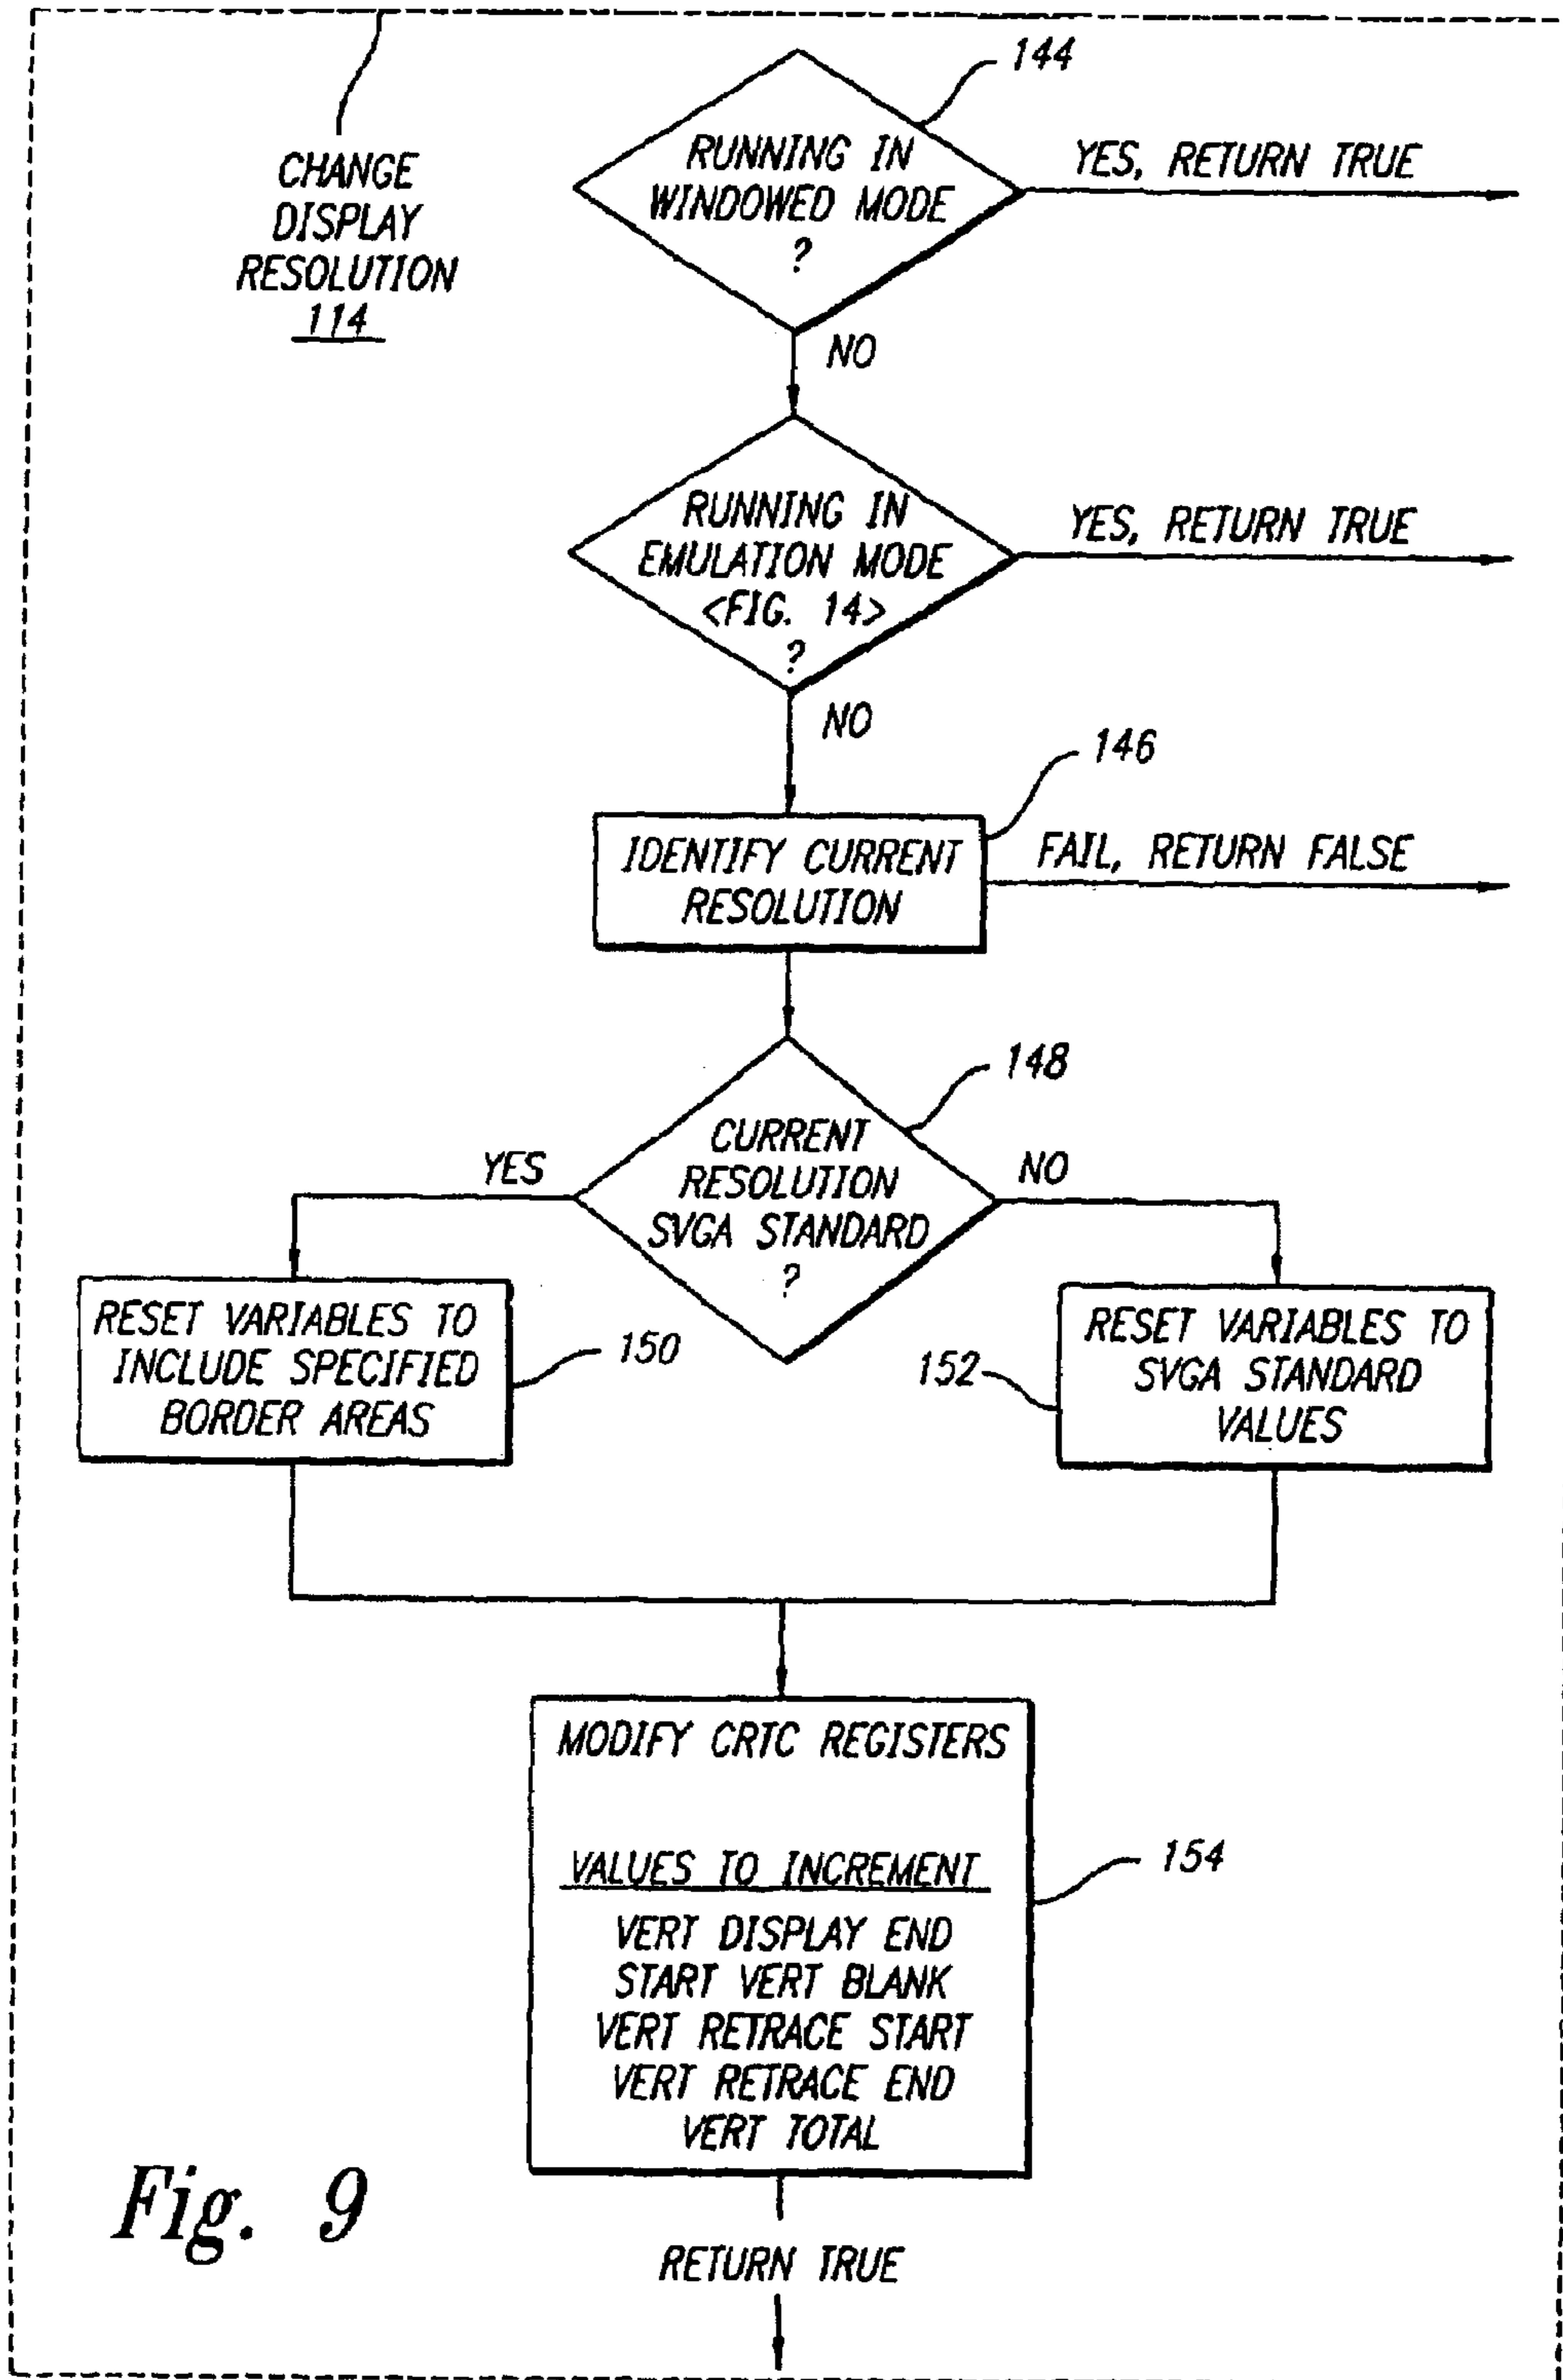 144
CHANGE
DISPLAY
RESOLUTION
114
RUNNING IN
WINDOWED MODE
?
YES, RETURN TRUE
NO
RUNNING IN
EMULATION MODE
<FIG. 14>
?
YES, RETURN TRUE
NO
146
IDENTIFY CURRENT
RESOLUTION
FAIL, RETURN FALSE
148
CURRENT
RESOLUTION
SVGA STANDARD
?
YES
NO
RESET VARIABLES TO
INCLUDE SPECIFIED
BORDER AREAS
150
152
RESET VARIABLES TO
SVGA STANDARD
VALUES
MODIFY CRTC REGISTERS
VALUES TO INCREMENT
VERT DISPLAY END
START VERT BLANK
VERT RETRACE START
VERT RETRACE END
VERT TOTAL
154
Fig. 9
RETURN TRUE